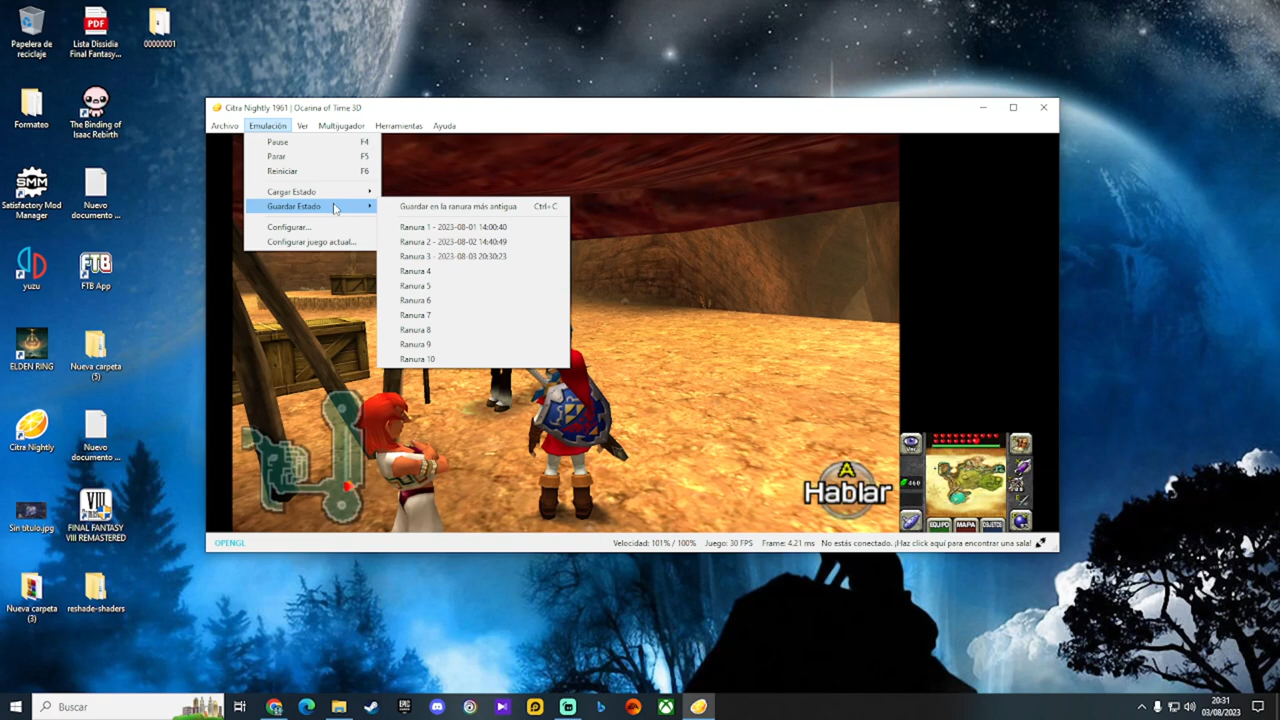 Papelera de
reciclaje
PDF
Lista Dissidia
Final Fantasy...
00000001
Formateo
The Binding of
Isaac Rebirth
SMM
Satisfactory Mod
Manager
Nuevo
documento ...
yuzu
FTB
FTB App
ELDEN RING
Nueva carpeta
(5)
Citra Nightly
Nuevo
documento ...
Sin título.jpg
VIII
FINAL FANTASY
VIII REMASTERED
Nueva carpeta
(3)
reshade-shaders
Citra Nightly 1961 | Ocarina of Time 3D
Archivo Emulación Ver Multijugador Herramientas Ayuda
Pause F4
Parar F5
Reiniciar F6
Cargar Estado
Guardar Estado
Configurar...
Configurar juego actual...
Guardar en la ranura más antigua Ctrl+C
Ranura 1 - 2023-08-01 14:00:40
Ranura 2 - 2023-08-02 14:40:49
Ranura 3 - 2023-08-03 20:30:23
Ranura 4
Ranura 5
Ranura 6
Ranura 7
Ranura 8
Ranura 9
Ranura 10
A
Hablar
460
EQUIPO MAPA OBJETOS
OPENGL
Velocidad: 101% / 100% Juego: 30 FPS Frame: 4.21 ms No estás conectado. ¡Haz click aquí para encontrar una sala!
Buscar
EPIC
20:31
03/08/2023